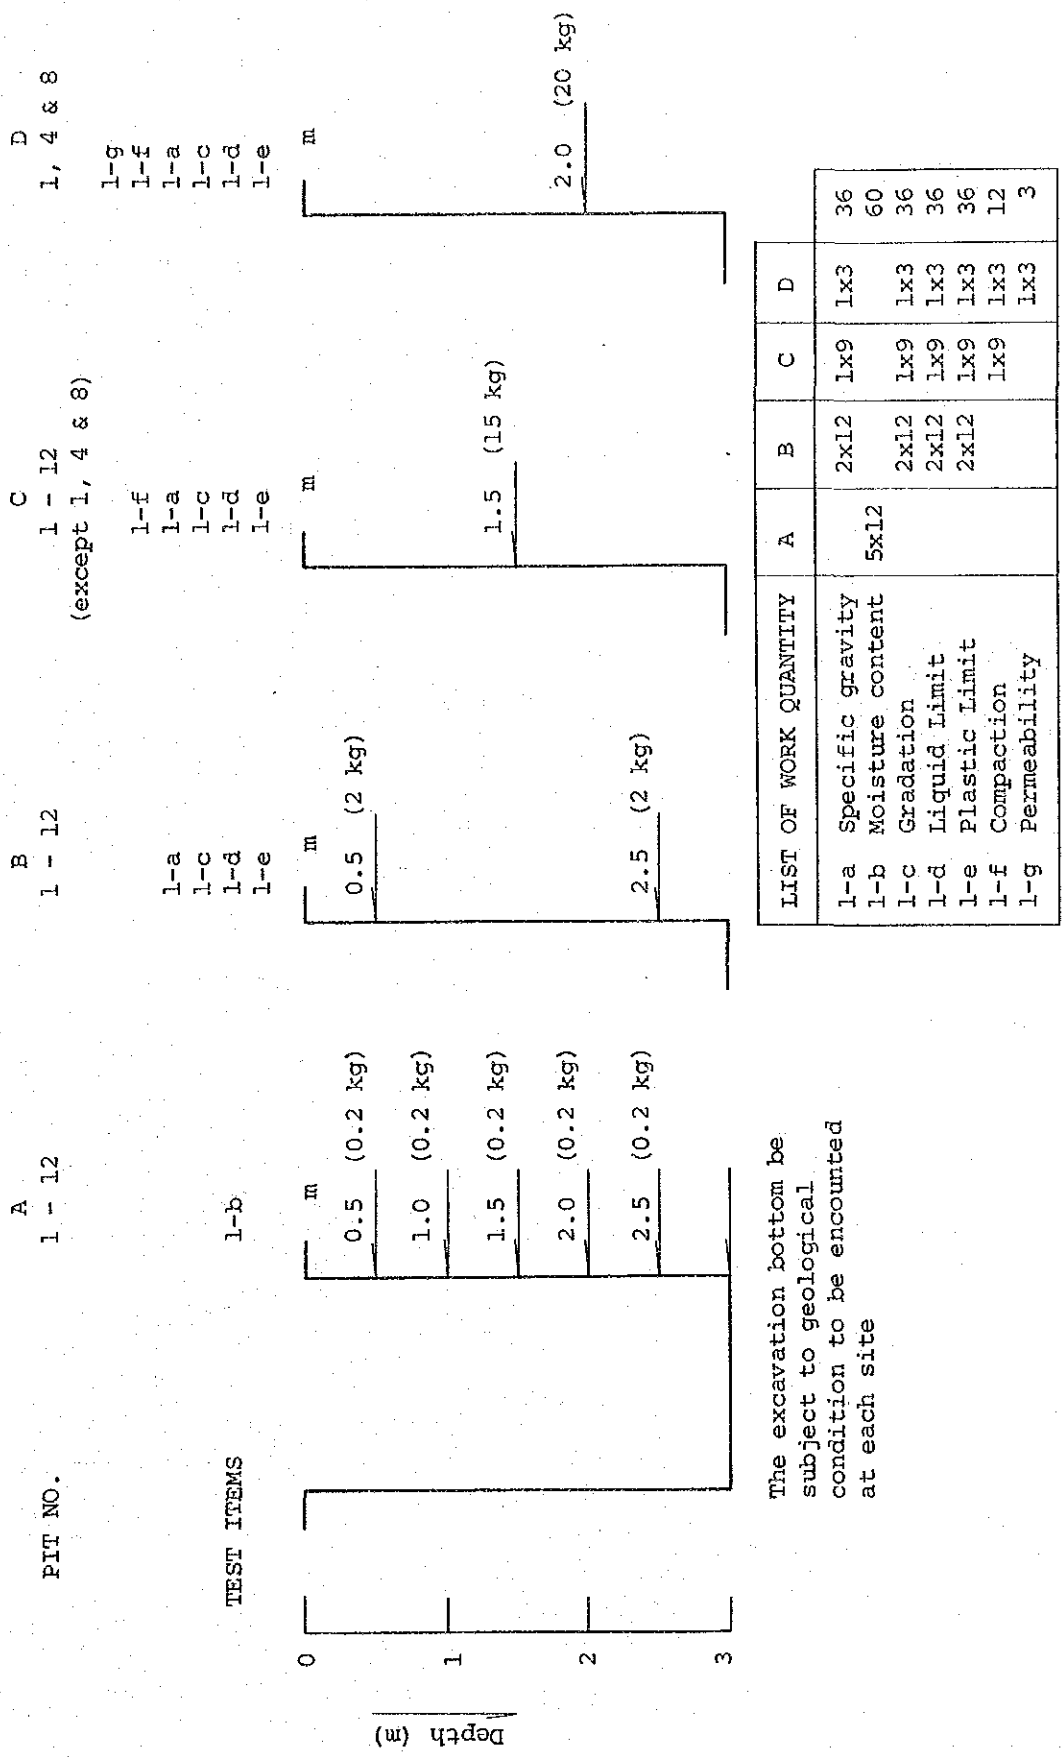 A B C D
PIT NO. 1 - 12 1 - 12 1 - 12 1, 4 & 8
(except 1, 4 & 8)
1-g
1-f 1-f
1-a 1-a 1-a
1-c 1-c 1-c
TEST ITEMS 1-b 1-d 1-d 1-d
1-e 1-e 1-e
0 m m m m
0.5 (0.2 kg) 0.5 (2 kg)
1 1.0 (0.2 kg)
Depth (m)
1.5 (0.2 kg) 1.5 (15 kg)
2 2.0 (0.2 kg) 2.0 (20 kg)
2.5 (0.2 kg) 2.5 (2 kg)
3
The excavation bottom be
subject to geological
condition to be encounted
at each site
LIST OF WORK QUANTITY A B C D
1-a Specific gravity 2x12 1x9 1x3 36
1-b Moisture content 5x12 60
1-c Gradation 2x12 1x9 1x3 36
1-d Liquid Limit 2x12 1x9 1x3 36
1-e Plastic Limit 2x12 1x9 1x3 36
1-f Compaction 1x9 1x3 12
1-g Permeability 1x3 3